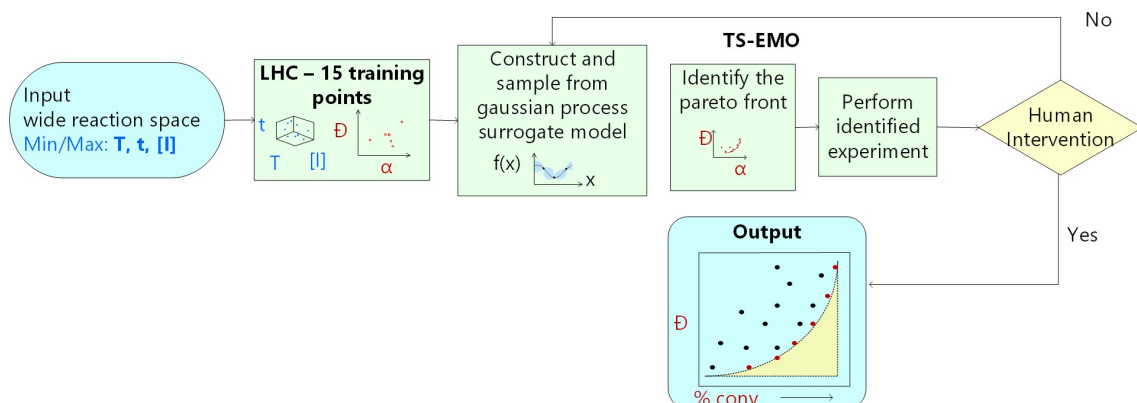 Input
wide reaction space
Min/Max: T, t, [I]
LHC – 15 training
points
t
T
[I]
Đ
α
Construct and
sample from
gaussian process
surrogate model
f(x)
x
TS-EMO
Identify the
pareto front
Đ
α
Perform
identified
experiment
Human
Intervention
No
Yes
Output
Đ
% conv